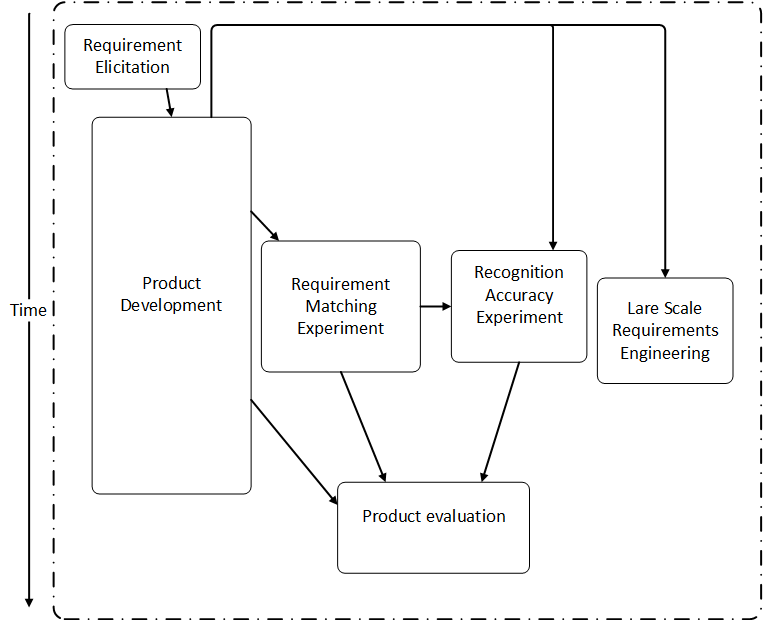 Requirement
Elicitation
Product
Development
Requirement
Matching
Experiment
Recognition
Accuracy
Experiment
Lare Scale
Requirements
Engineering
Time
Product evaluation